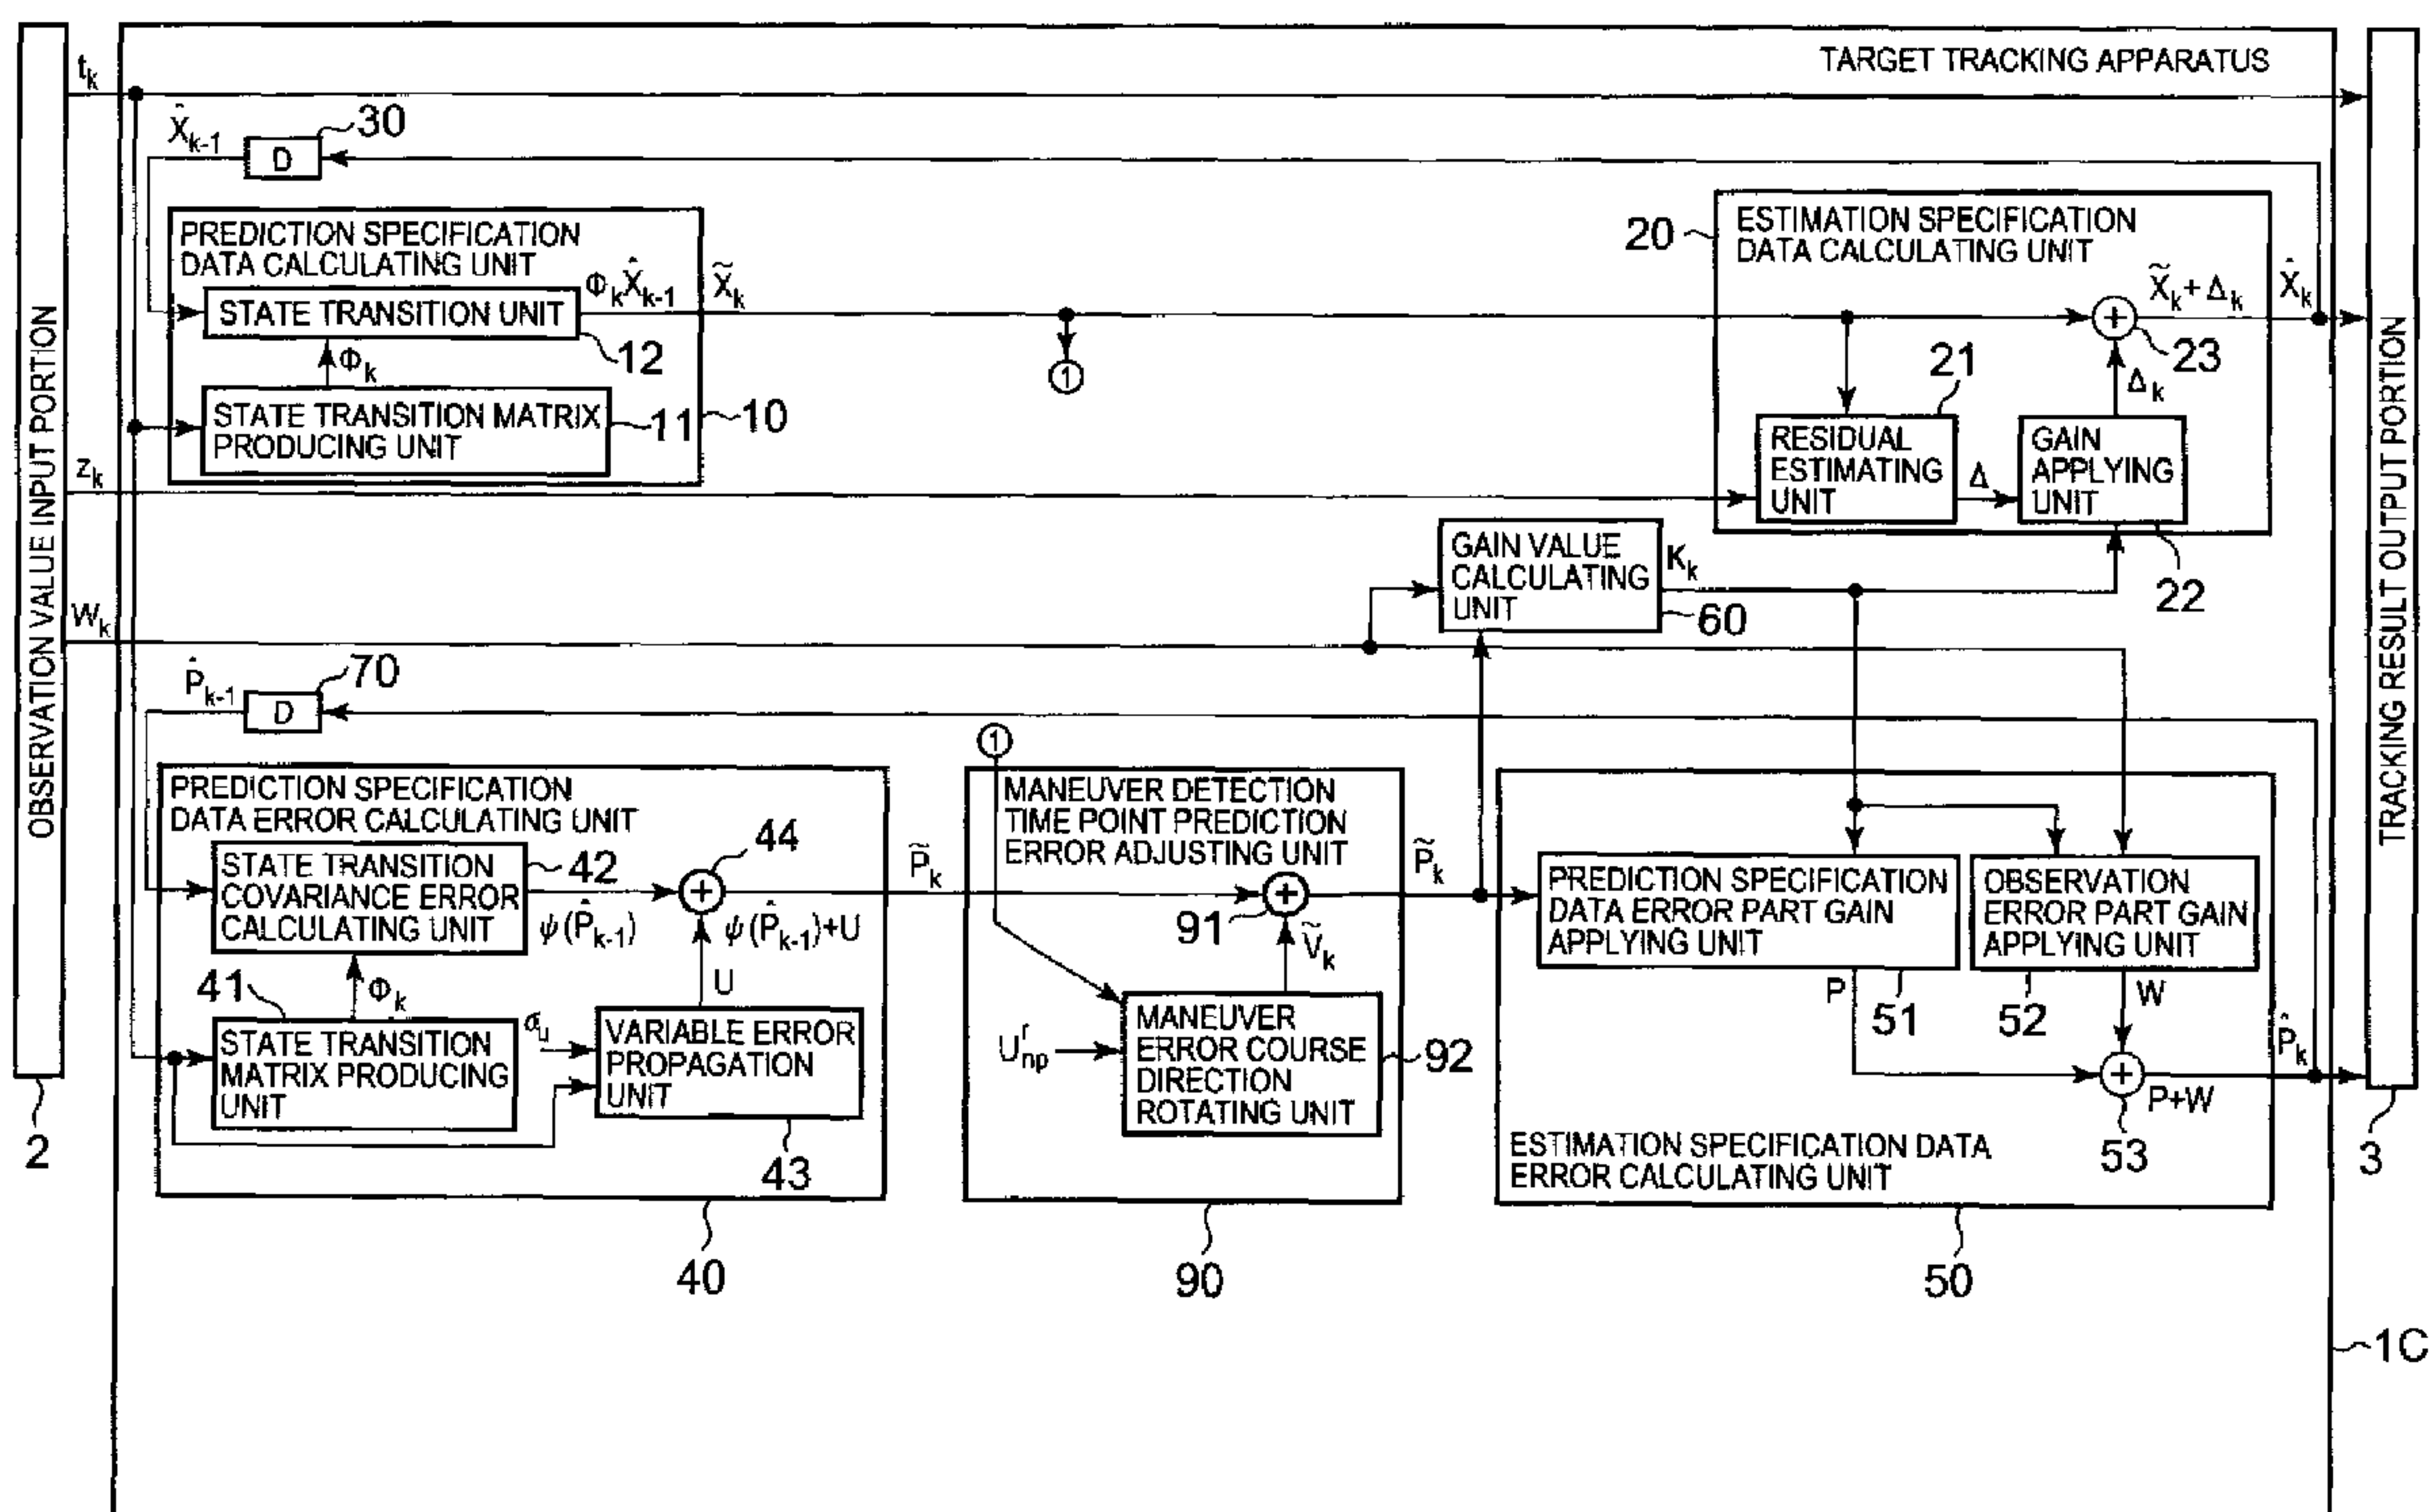 TARGET TRACKING APPARATUS
OBSERVATION VALUE INPUT PORTION
2
t_k
X̂_{k-1}
D
30
PREDICTION SPECIFICATION
DATA CALCULATING UNIT
STATE TRANSITION UNIT
12
Φ_k X̂_{k-1}
X̃_k
Φ_k
STATE TRANSITION MATRIX
PRODUCING UNIT
11
10
①
20
ESTIMATION SPECIFICATION
DATA CALCULATING UNIT
X̃_k+Δ_k
X̂_k
23
21
Δ_k
RESIDUAL
ESTIMATING
UNIT
Δ
GAIN
APPLYING
UNIT
22
z_k
GAIN VALUE
CALCULATING
UNIT
K_k
60
W_k
P̂_{k-1}
D
70
PREDICTION SPECIFICATION
DATA ERROR CALCULATING UNIT
STATE TRANSITION
COVARIANCE ERROR
CALCULATING UNIT
42
ψ(P̂_{k-1})
44
ψ(P̂_{k-1})+U
P̃_k
41
Φ_k
U
STATE TRANSITION
MATRIX PRODUCING
UNIT
σ_u
VARIABLE ERROR
PROPAGATION
UNIT
43
40
①
MANEUVER DETECTION
TIME POINT PREDICTION
ERROR ADJUSTING UNIT
91
Ṽ_k
P̃_k
U^r_{np}
MANEUVER
ERROR COURSE
DIRECTION
ROTATING UNIT
92
90
PREDICTION SPECIFICATION
DATA ERROR PART GAIN
APPLYING UNIT
51
OBSERVATION
ERROR PART GAIN
APPLYING UNIT
52
P
W
P+W
53
P̂_k
ESTIMATION SPECIFICATION DATA
ERROR CALCULATING UNIT
50
TRACKING RESULT OUTPUT PORTION
3
1C